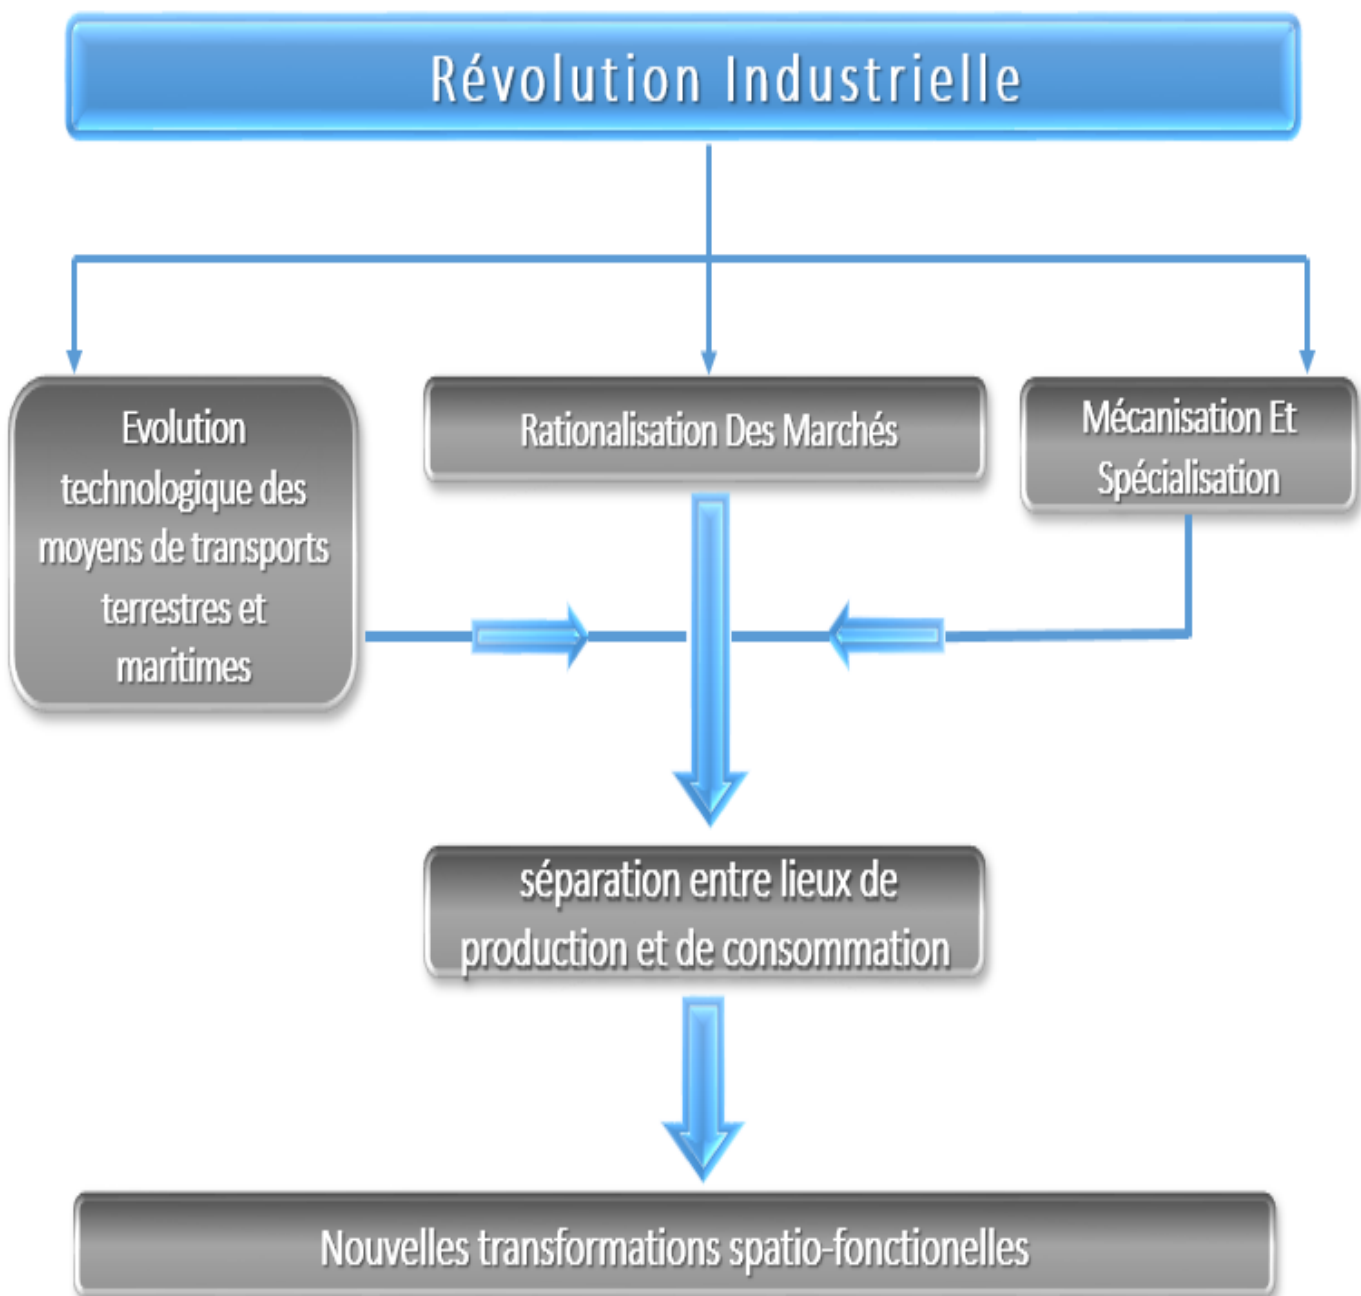 Révolution Industrielle
Evolution
technologique des
moyens de transports
terrestres et
maritimes
Rationalisation Des Marchés
Mécanisation Et
Spécialisation
séparation entre lieux de
production et de consommation
Nouvelles transformations spatio-fonctionelles